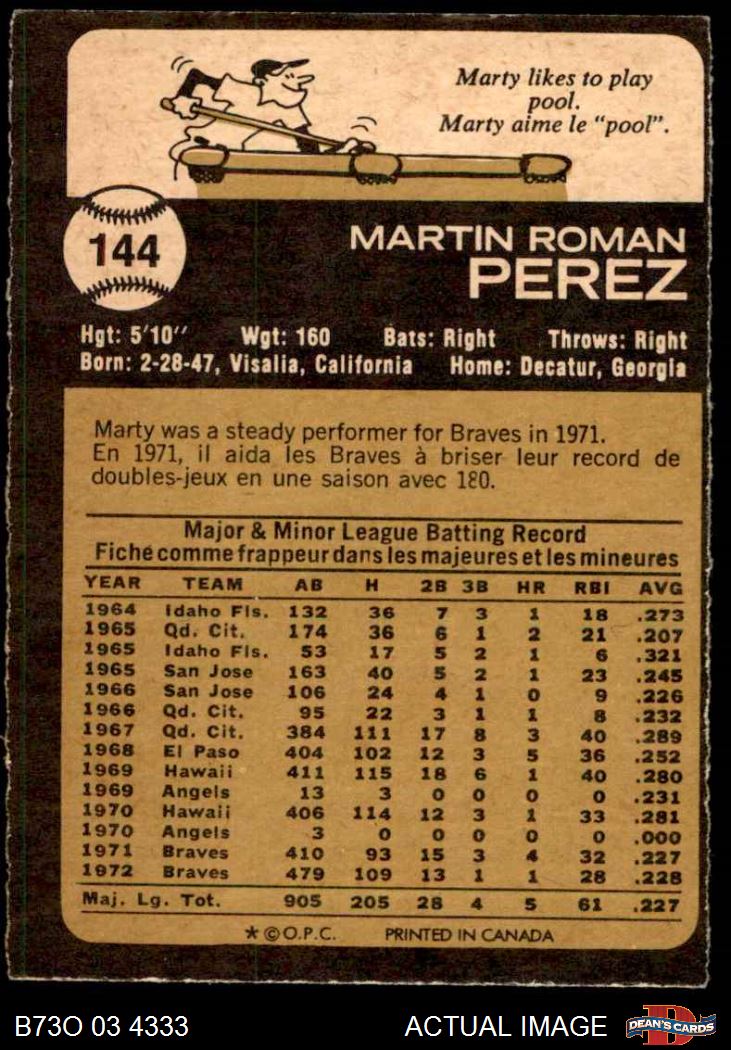 Marty likes to play
pool.
Marty aime le "pool".
144
MARTIN ROMAN
PEREZ
Hgt: 5'10" Wgt: 160 Bats: Right Throws: Right
Born: 2-28-47, Visalia, California Home: Decatur, Georgia
Marty was a steady performer for Braves in 1971.
En 1971, il aida les Braves à briser leur record de
doubles-jeux en une saison avec 180.
Major & Minor League Batting Record
Fiché comme frappeur dans les majeures et les mineures
YEAR TEAM AB H 2B 3B HR RBI AVG
1964 Idaho Fls. 132 36 7 3 1 18 .273
1965 Qd. Cit. 174 36 6 1 2 21 .207
1965 Idaho Fls. 53 17 5 2 1 6 .321
1965 San Jose 163 40 5 2 1 23 .245
1966 San Jose 106 24 4 1 0 9 .226
1966 Qd. Cit. 95 22 3 1 1 8 .232
1967 Qd. Cit. 384 111 17 8 3 40 .289
1968 El Paso 404 102 12 3 5 36 .252
1969 Hawaii 411 115 18 6 1 40 .280
1969 Angels 13 3 0 0 0 0 .231
1970 Hawaii 406 114 12 3 1 33 .281
1970 Angels 3 0 0 0 0 0 .000
1971 Braves 410 93 15 3 4 32 .227
1972 Braves 479 109 13 1 1 28 .228
Maj. Lg. Tot. 905 205 28 4 5 61 .227
* © O.P.C. PRINTED IN CANADA
B73O 03 4333 ACTUAL IMAGE D DEAN'S CARDS